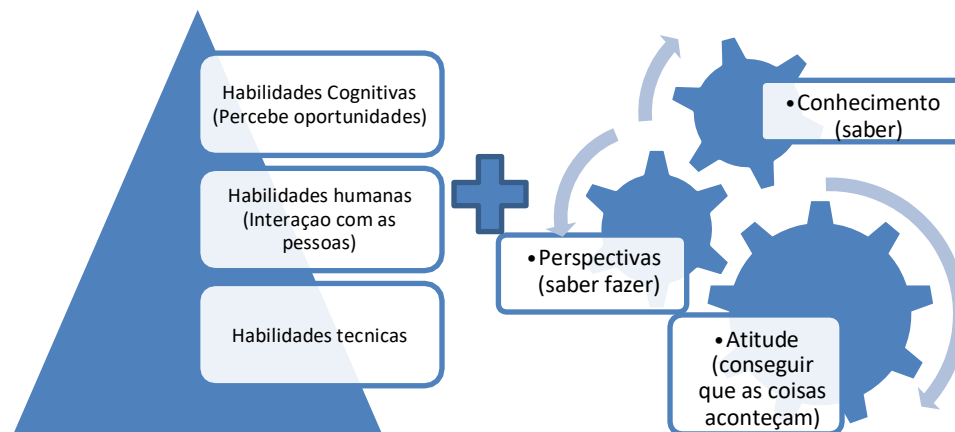 Habilidades Cognitivas
(Percebe oportunidades)
Habilidades humanas
(Interaçao com as
pessoas)
Habilidades tecnicas
•Conhecimento
(saber)
•Perspectivas
(saber fazer)
•Atitude
(conseguir
que as coisas
aconteçam)